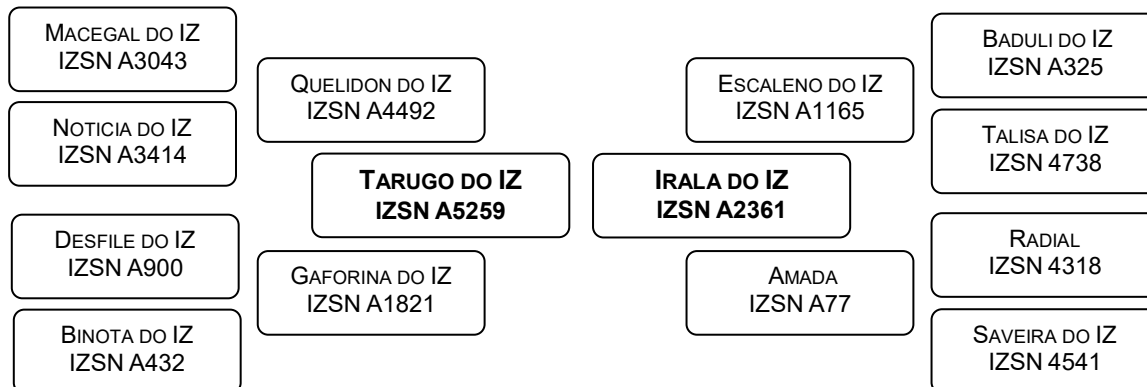 MACEGAL DO IZ
IZSN A3043
NOTICIA DO IZ
IZSN A3414
DESFILE DO IZ
IZSN A900
BINOTA DO IZ
IZSN A432
QUELIDON DO IZ
IZSN A4492
GAFORINA DO IZ
IZSN A1821
TARUGO DO IZ
IZSN A5259
IRALA DO IZ
IZSN A2361
ESCALENO DO IZ
IZSN A1165
AMADA
IZSN A77
BADULI DO IZ
IZSN A325
TALISA DO IZ
IZSN 4738
RADIAL
IZSN 4318
SAVEIRA DO IZ
IZSN 4541